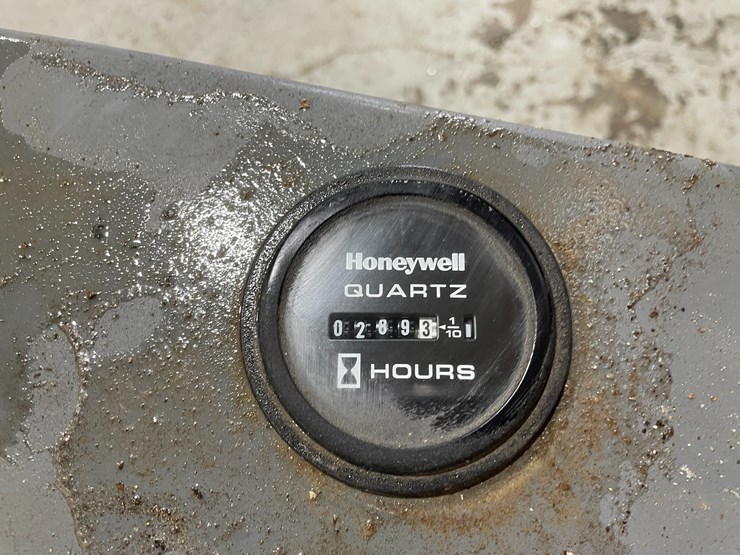 Honeywell
QUARTZ
02893 ◄ 1/10
HOURS